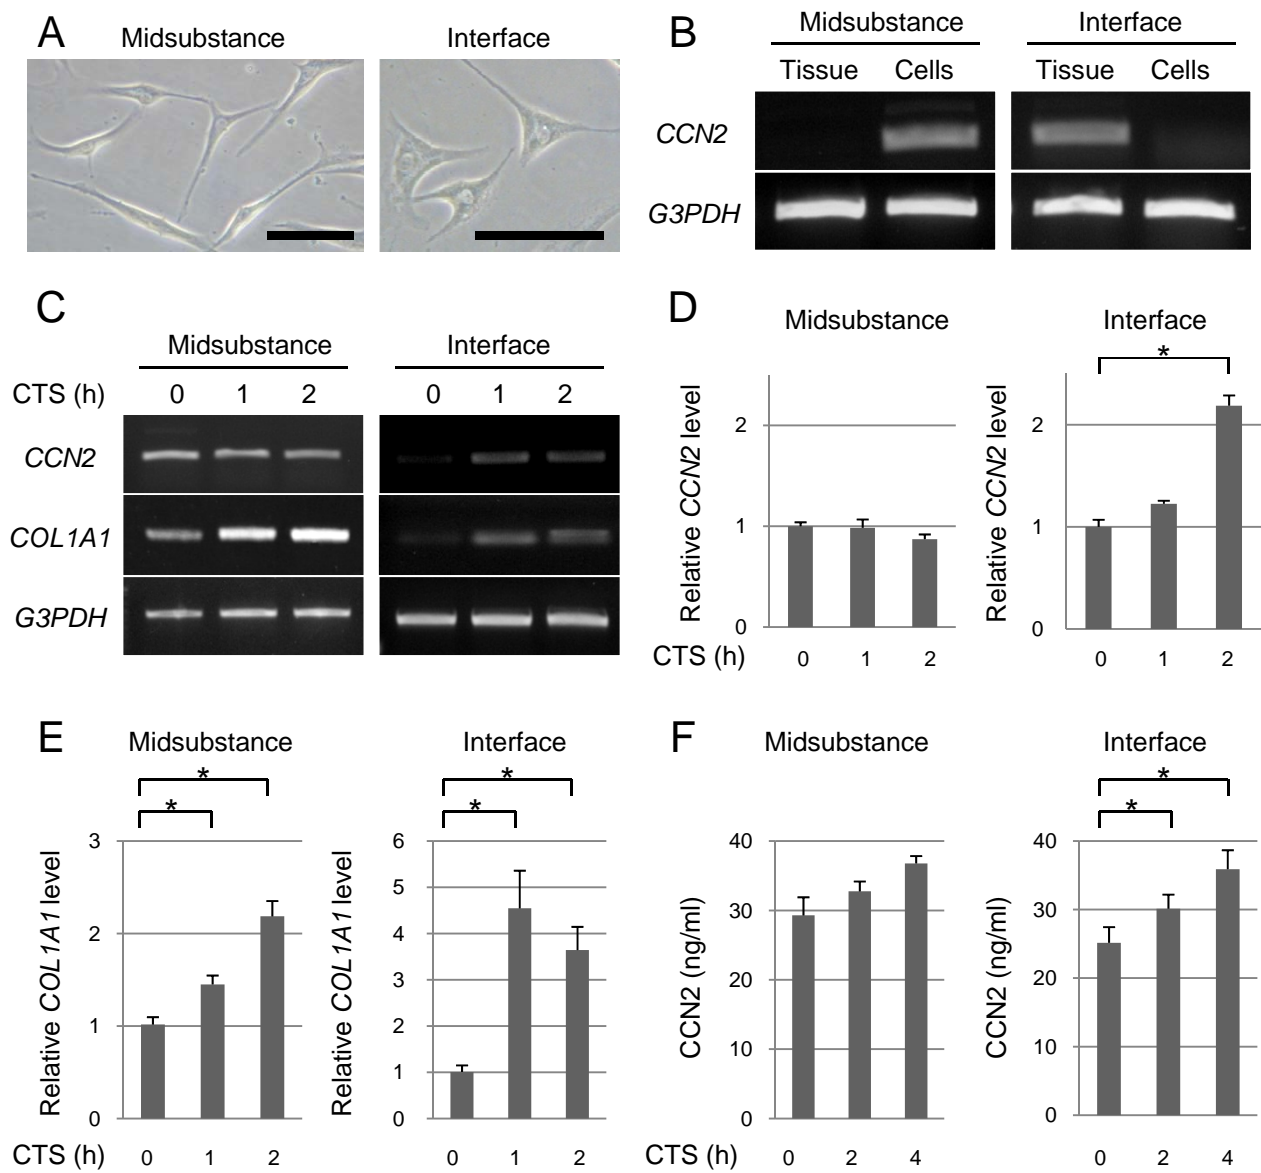 A
Midsubstance Interface
B
Midsubstance Interface
Tissue Cells Tissue Cells
CCN2
G3PDH
C
Midsubstance Interface
CTS (h) 0 1 2 0 1 2
CCN2
COL1A1
G3PDH
D
Midsubstance Interface
*
Relative CCN2 level
2
1
0
Relative CCN2 level
2
1
0
CTS (h) 0 1 2 0 1 2
E
Midsubstance Interface
* *
* *
Relative COL1A1 level
3
2
1
0
Relative COL1A1 level
6
5
4
3
2
1
0
CTS (h) 0 1 2 0 1 2
F
Midsubstance Interface
*
*
CCN2 (ng/ml)
40
30
20
10
0
CCN2 (ng/ml)
40
30
20
10
0
CTS (h) 0 2 4 0 2 4